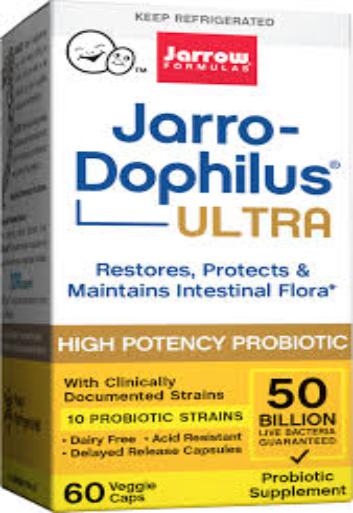 KEEP REFRIGERATED
TM
Jarrow
FORMULAS
Jarro-
Dophilus®
ULTRA
Restores, Protects &
Maintains Intestinal Flora*
HIGH POTENCY PROBIOTIC
With Clinically
Documented Strains
10 PROBIOTIC STRAINS
• Dairy Free • Acid Resistant
• Delayed Release Capsules
50
BILLION
LIVE BACTERIA
GUARANTEED
60 Veggie
Caps
Probiotic
Supplement